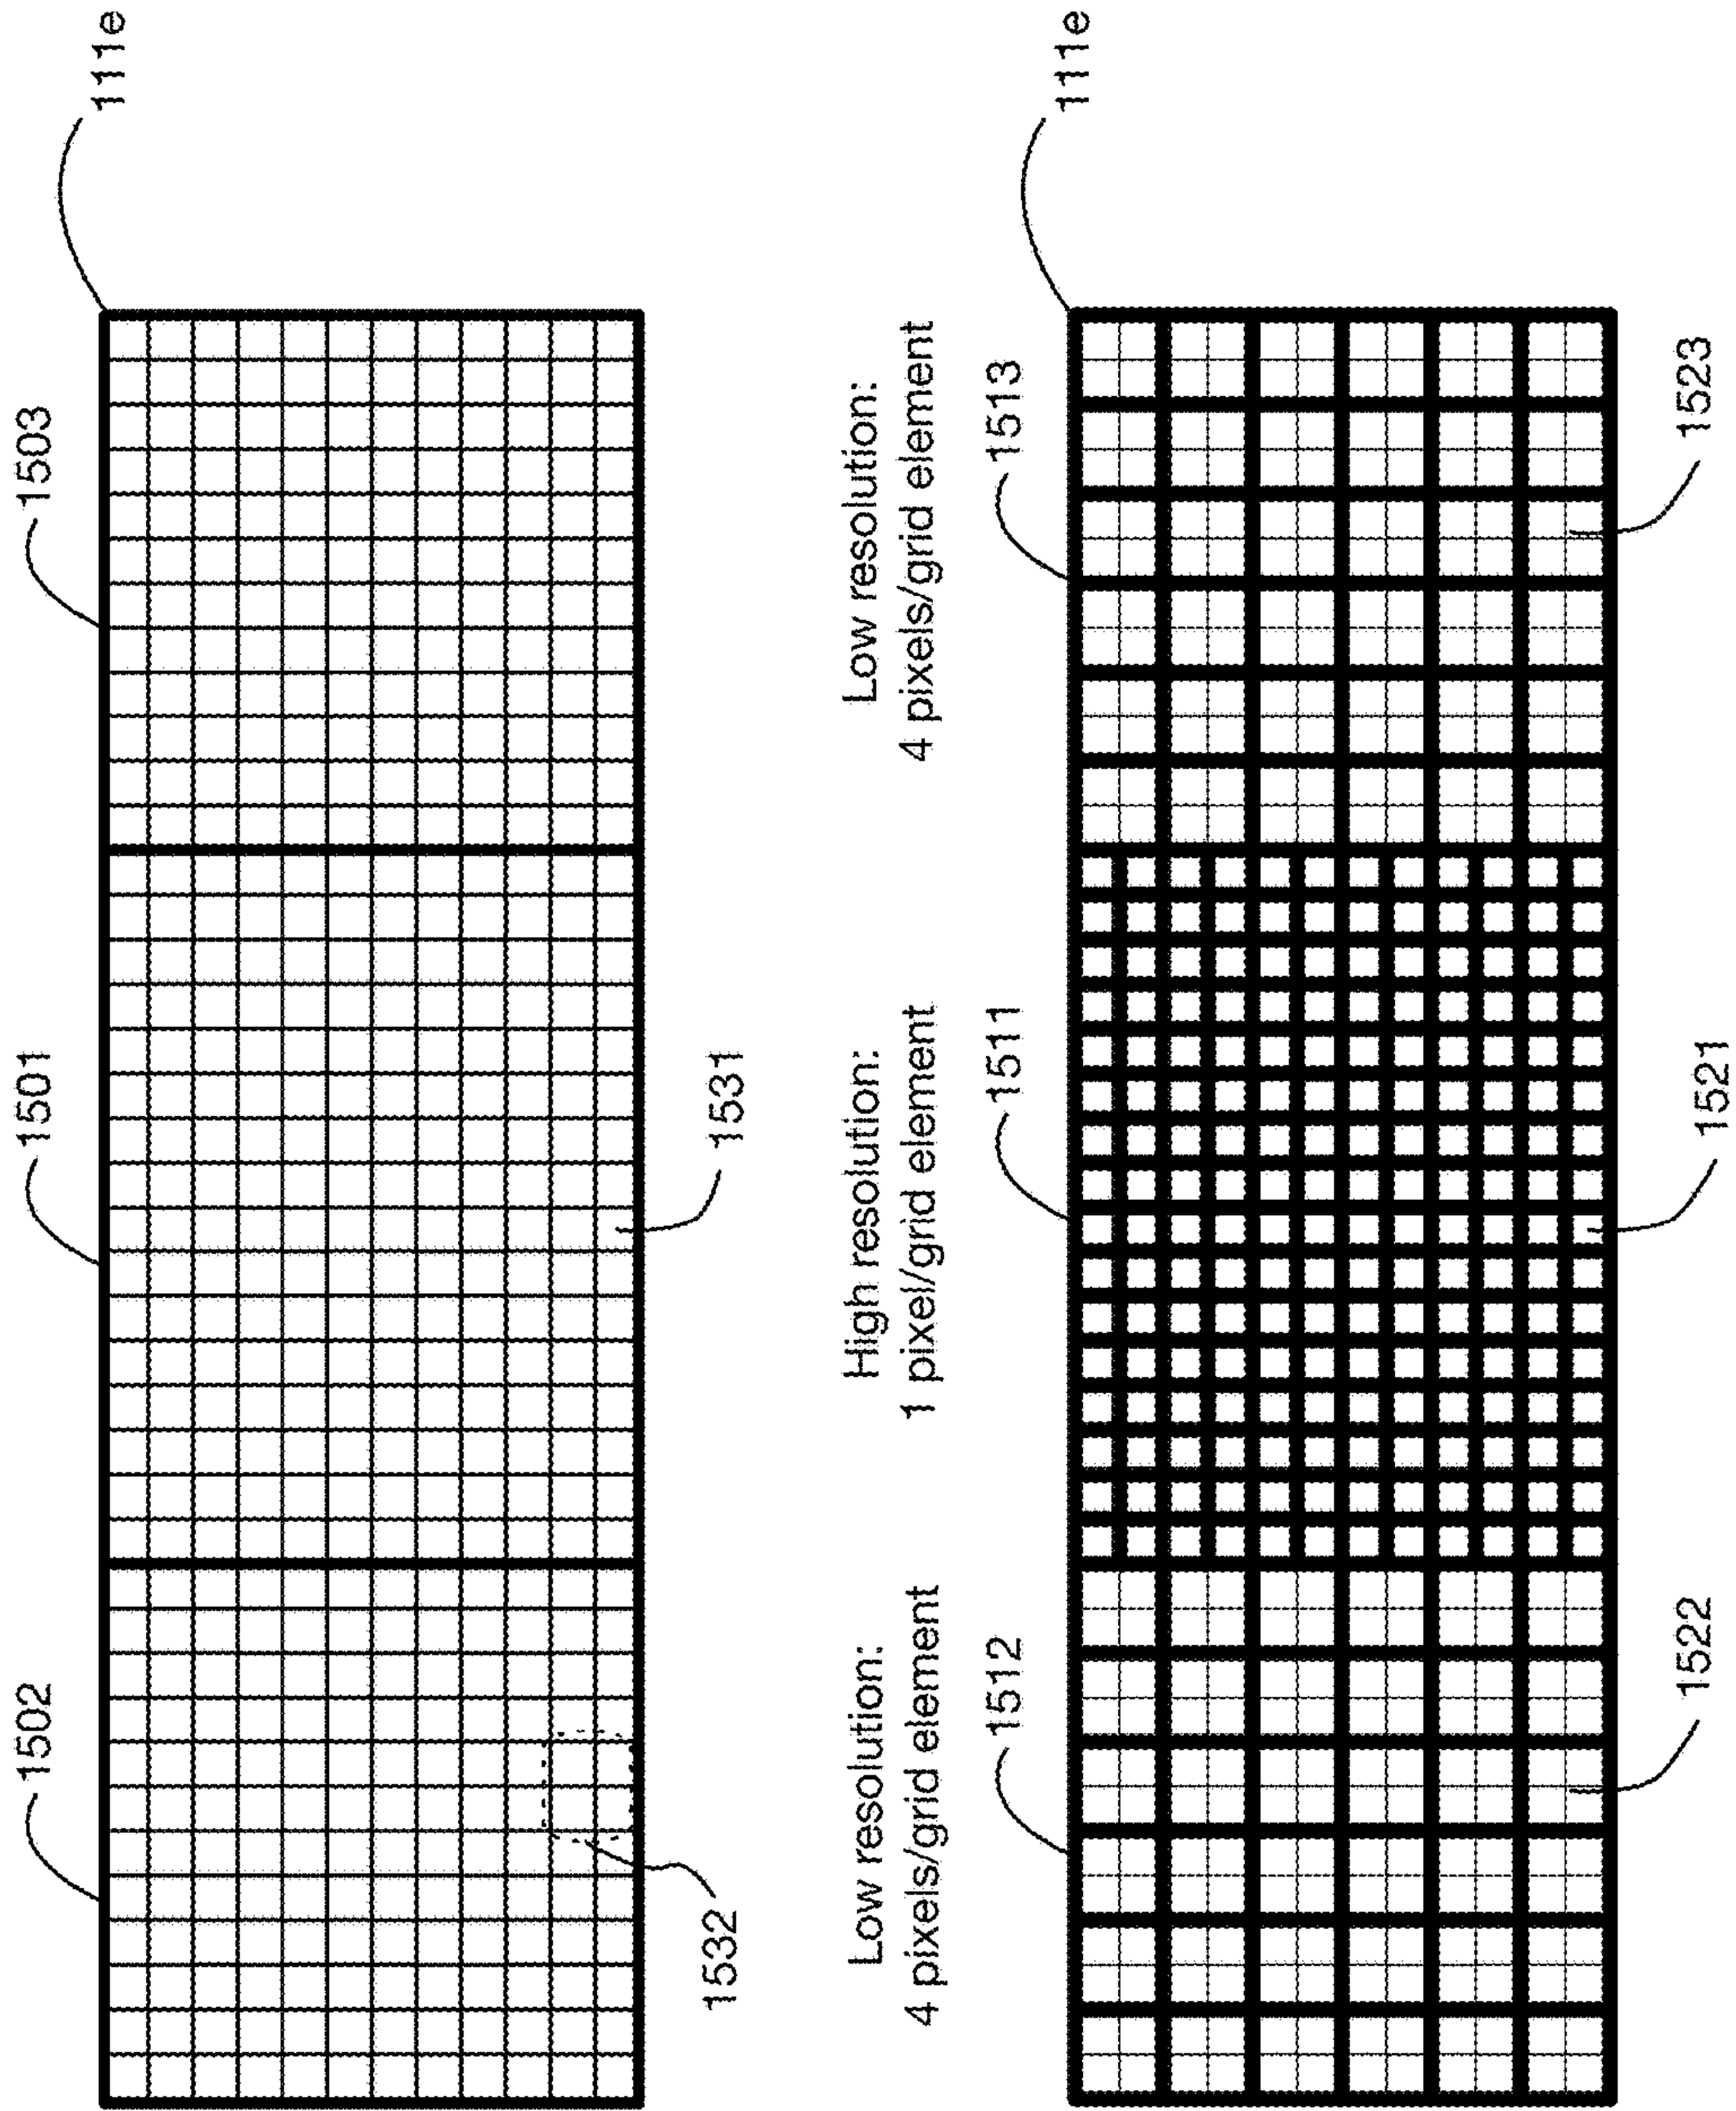 1502
1501
1503
111e
1532
1531
Low resolution:
4 pixels/grid element
High resolution:
1 pixel/grid element
Low resolution:
4 pixels/grid element
1512
1511
1513
111e
1522
1521
1523